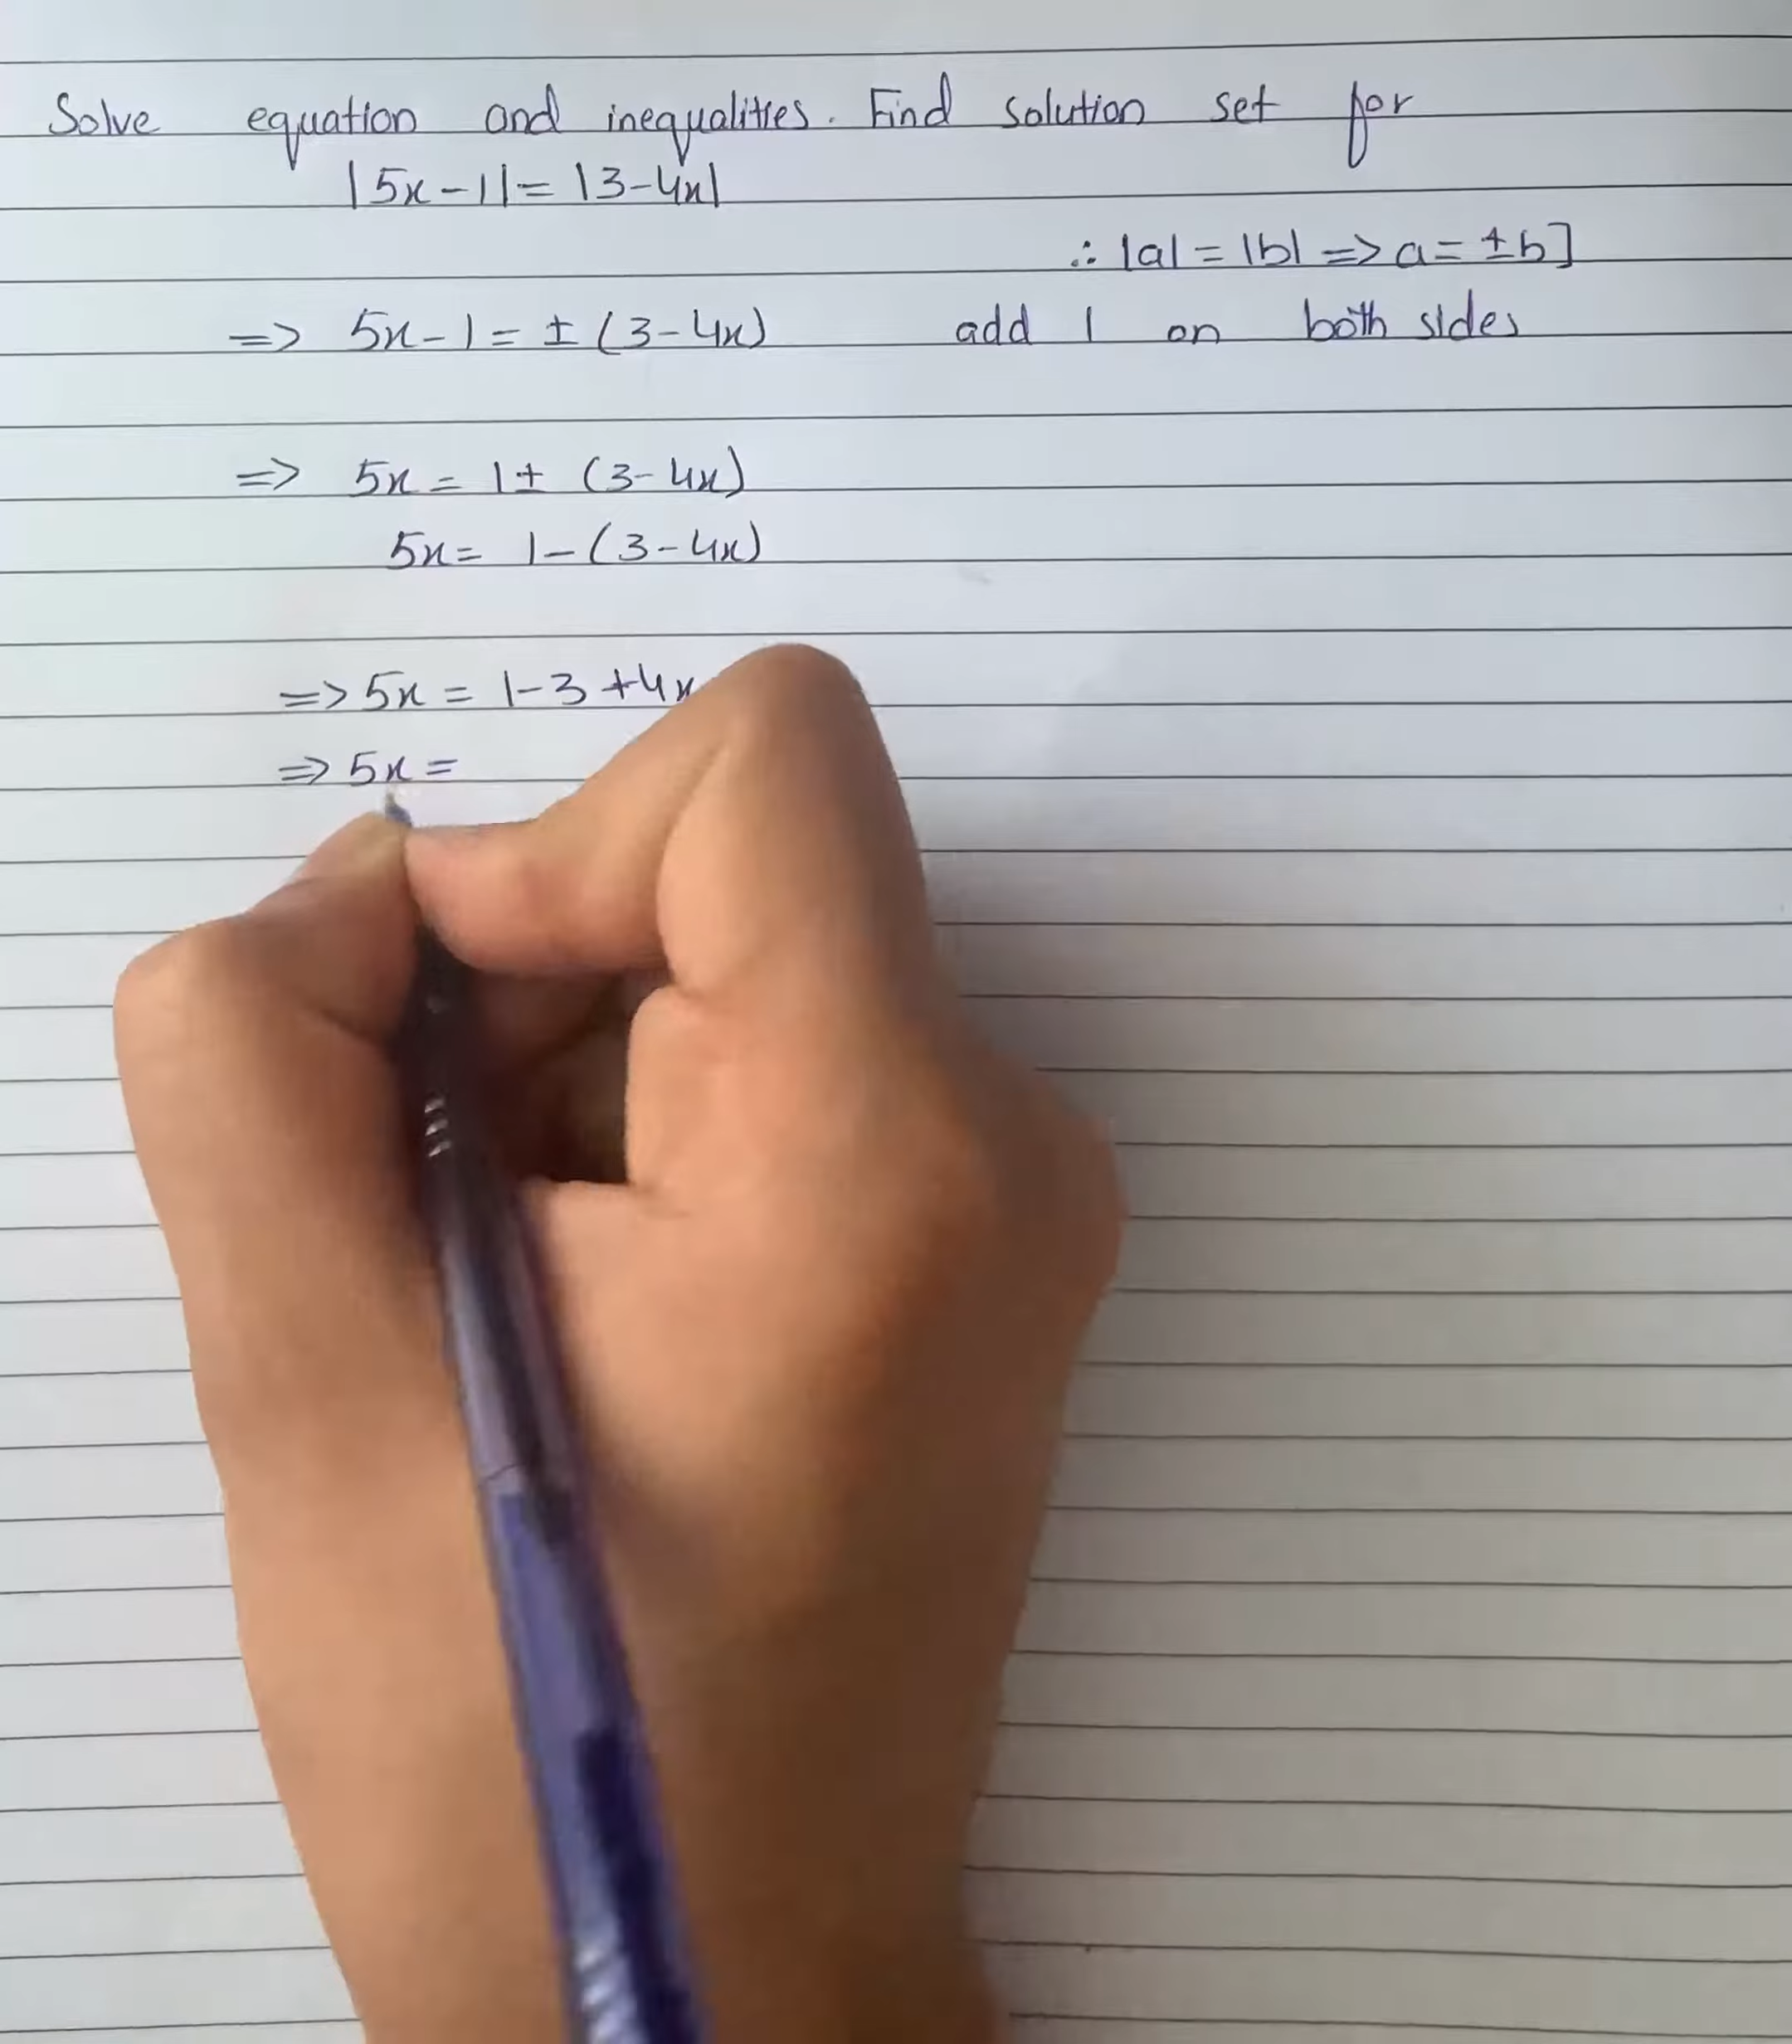 Solve equation and inequalities. Find solution set for
|5x-1|= |3-4x|
∴ |a| = |b| => a= ±b]
=> 5x-1= ± (3-4x) add 1 on both sides
=> 5x = 1± (3-4x)
5x= 1-(3-4x)
=> 5x = 1-3 +4x
=> 5x =